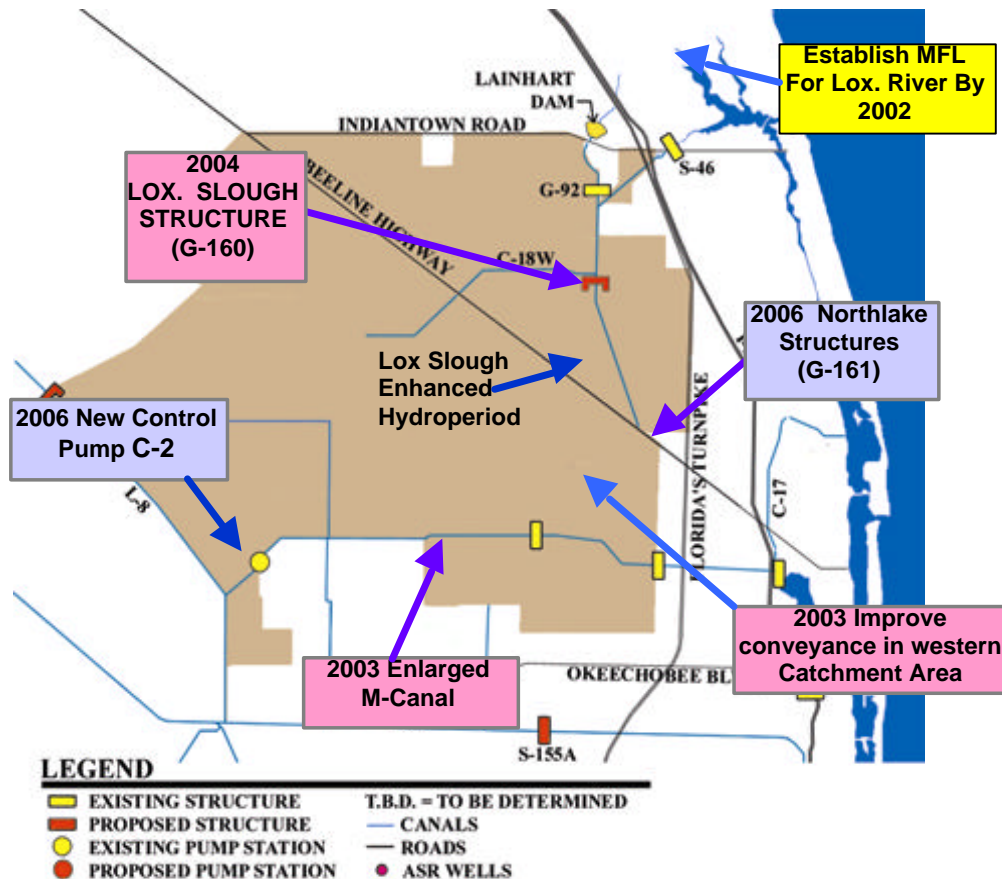 Establish MFL
For Lox. River By
2002
LAINHART
DAM
INDIANTOWN ROAD
S-46
2004
LOX. SLOUGH
STRUCTURE
(G-160)
BEELINE HIGHWAY
G-92
C-18W
2006 Northlake
Structures
(G-161)
Lox Slough
Enhanced
Hydroperiod
2006 New Control
Pump C-2
FLORIDA'S TURNPIKE
C-17
L-8
2003 Improve
conveyance in western
Catchment Area
2003 Enlarged
M-Canal
OKEECHOBEE BL
S-155A
LEGEND
EXISTING STRUCTURE
PROPOSED STRUCTURE
EXISTING PUMP STATION
PROPOSED PUMP STATION
T.B.D. = TO BE DETERMINED
CANALS
ROADS
ASR WELLS